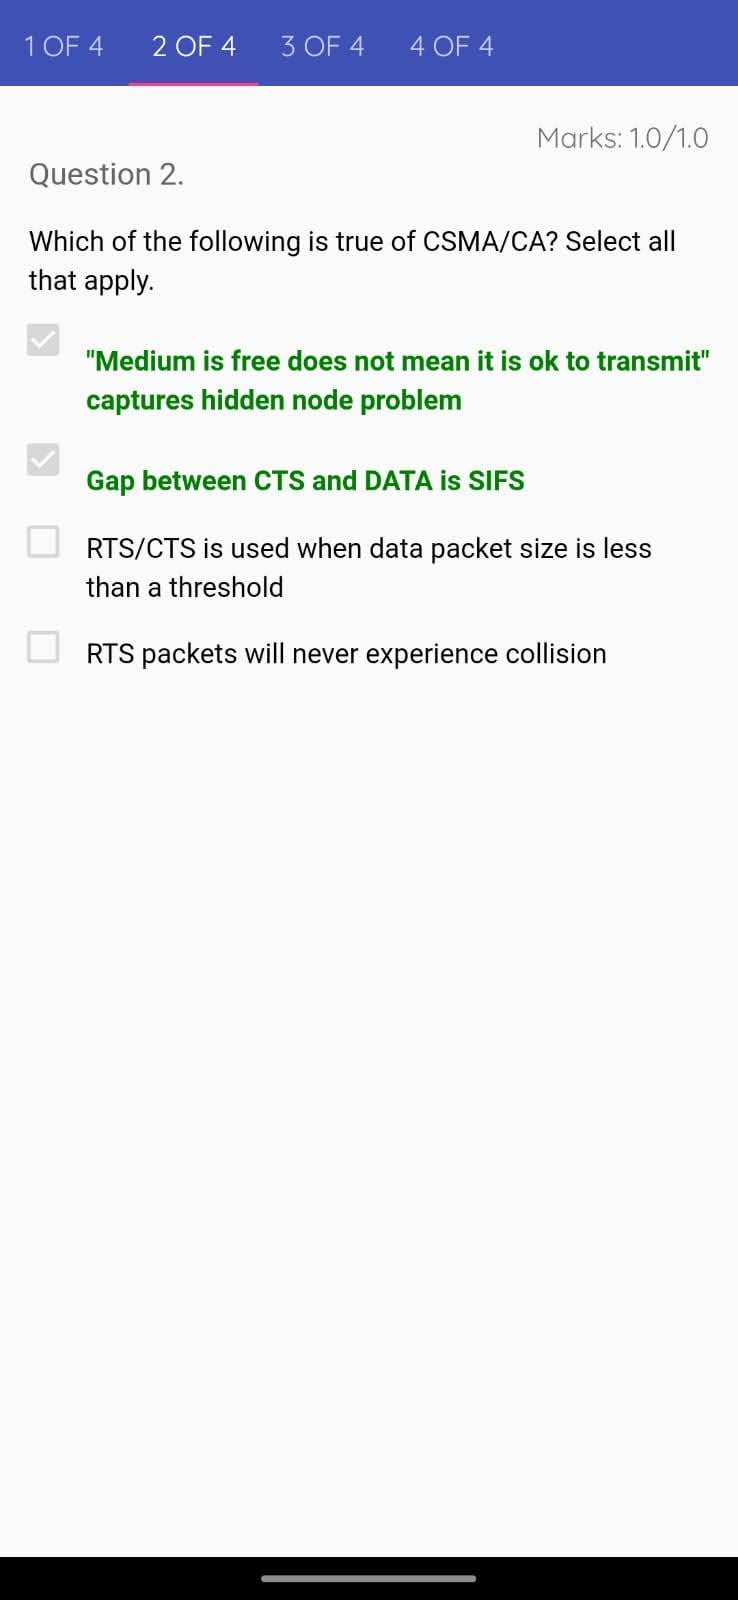 1 OF 4 2 OF 4 3 OF 4 4 OF 4
Marks: 1.0/1.0
Question 2.
Which of the following is true of CSMA/CA? Select all
that apply.
"Medium is free does not mean it is ok to transmit"
captures hidden node problem
Gap between CTS and DATA is SIFS
RTS/CTS is used when data packet size is less
than a threshold
RTS packets will never experience collision